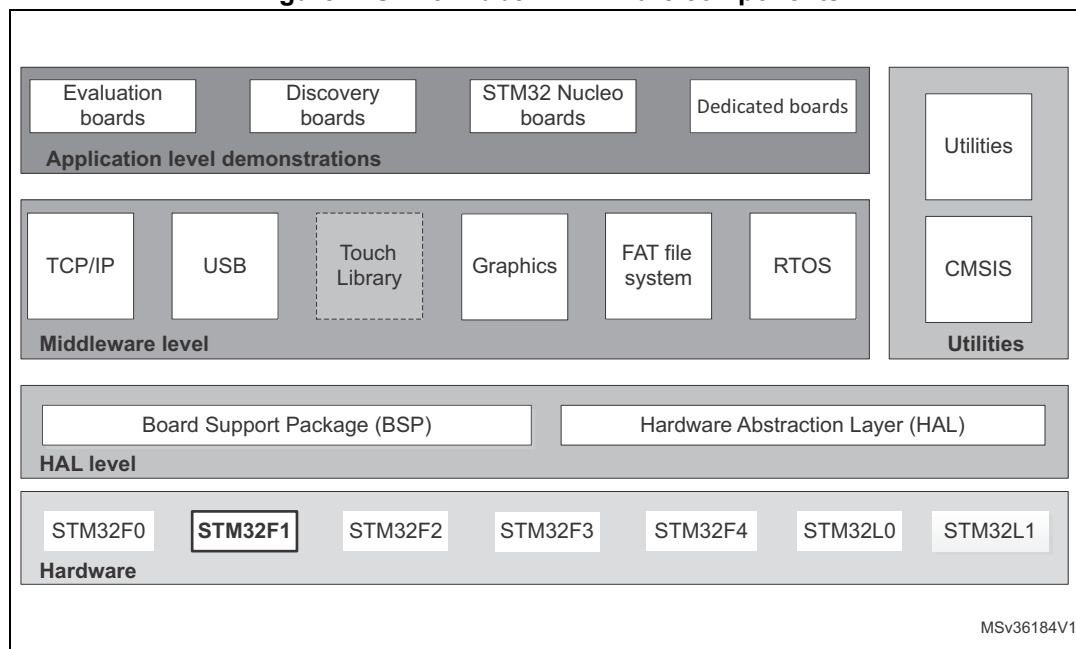 Evaluation
boards
Discovery
boards
STM32 Nucleo
boards
Dedicated boards
Application level demonstrations
Utilities
CMSIS
Utilities
TCP/IP
USB
Touch
Library
Graphics
FAT file
system
RTOS
Middleware level
Board Support Package (BSP)
Hardware Abstraction Layer (HAL)
HAL level
STM32F0
STM32F1
STM32F2
STM32F3
STM32F4
STM32L0
STM32L1
Hardware
MSv36184V1